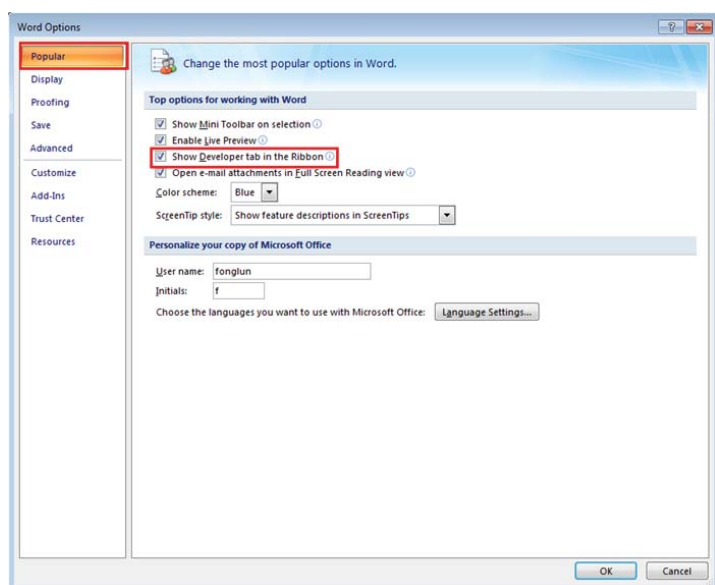 Word Options
Popular
Display
Proofing
Save
Advanced
Customize
Add-Ins
Trust Center
Resources
Change the most popular options in Word.
Top options for working with Word
Show Mini Toolbar on selection
Enable Live Preview
Show Developer tab in the Ribbon
Open e-mail attachments in Full Screen Reading view
Color scheme: Blue
ScreenTip style: Show feature descriptions in ScreenTips
Personalize your copy of Microsoft Office
User name: fonglun
Initials: f
Choose the languages you want to use with Microsoft Office: Language Settings...
OK Cancel